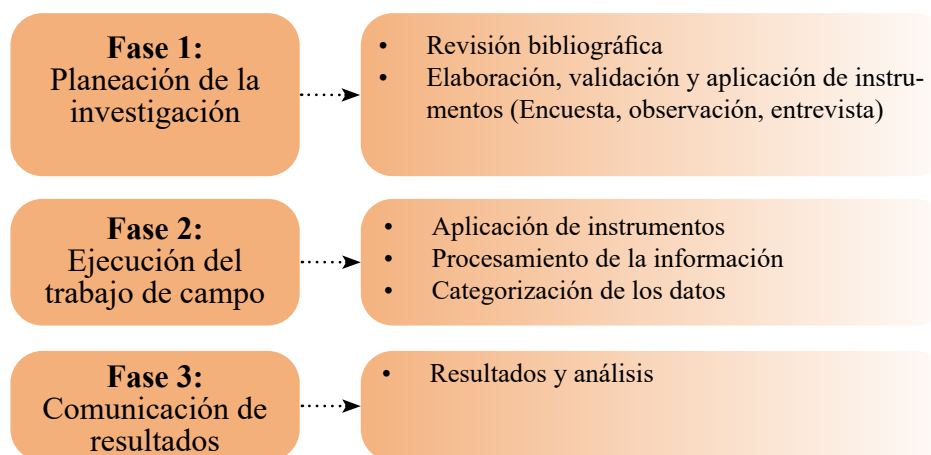 Fase 1:
Planeación de la
investigación
• Revisión bibliográfica
• Elaboración, validación y aplicación de instru-
mentos (Encuesta, observación, entrevista)
Fase 2:
Ejecución del
trabajo de campo
• Aplicación de instrumentos
• Procesamiento de la información
• Categorización de los datos
Fase 3:
Comunicación de
resultados
• Resultados y análisis